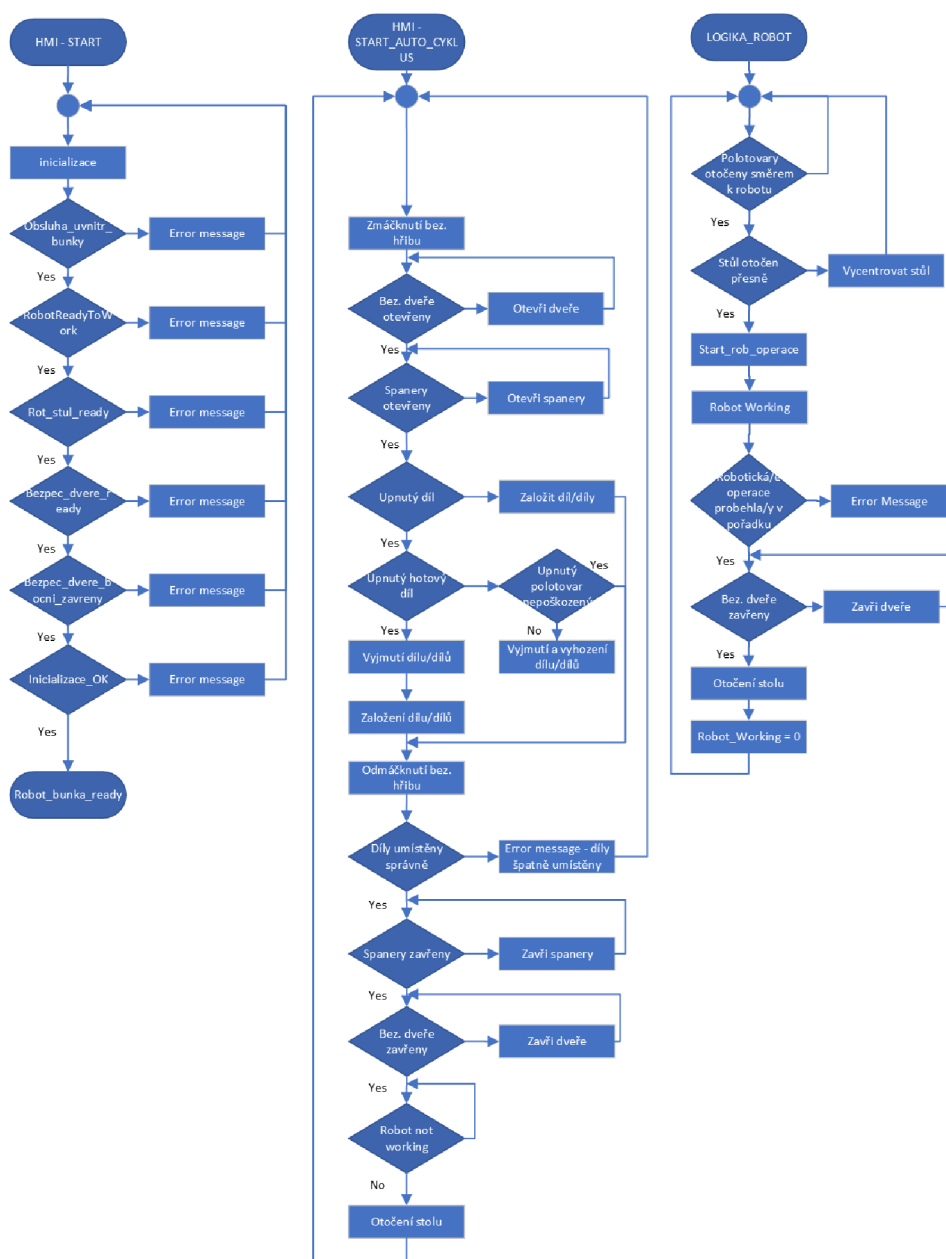 HMI - START
inicializace
Obsluha_uvnitr_
bunky
Error message
Yes
RobotReadyToW
ork
Error message
Yes
Rot_stul_ready
Error message
Yes
Bezpec_dvere_r
eady
Error message
Yes
Bezpec_dvere_b
ocni_zavreny
Error message
Yes
Inicializace_OK
Error message
Yes
Robot_bunka_ready
HMI -
START_AUTO_CYKL
US
Zmáčknutí bez.
hřibu
Bez. dveře
otevřeny
Otevři dveře
Yes
Spanery
otevřeny
Otevři spanery
Yes
Upnutý díl
Založit díl/díly
Yes
Upnutý hotový
díl
Upnutý
polotovar
nepoškozený
Yes
Yes
No
Vyjmutí dílu/dílů
Vyjmutí a vyhození
dílu/dílů
Založení dílu/dílů
Odmáčknutí bez.
hřibu
Díly umístěny
správně
Error message - díly
špatně umístěny
Yes
Spanery zavřeny
Zavři spanery
Yes
Bez. dveře
zavřeny
Zavři dveře
Yes
Robot not
working
No
Otočení stolu
LOGIKA_ROBOT
Polotovary
otočeny směrem
k robotu
Yes
Stůl otočen
přesně
Vycentrovat stůl
Yes
Start_rob_operace
Robot Working
operace
probehla/y v
pořádku
Error Message
Yes
Bez. dveře
zavřeny
Zavři dveře
Yes
Otočení stolu
Robot_Working = 0